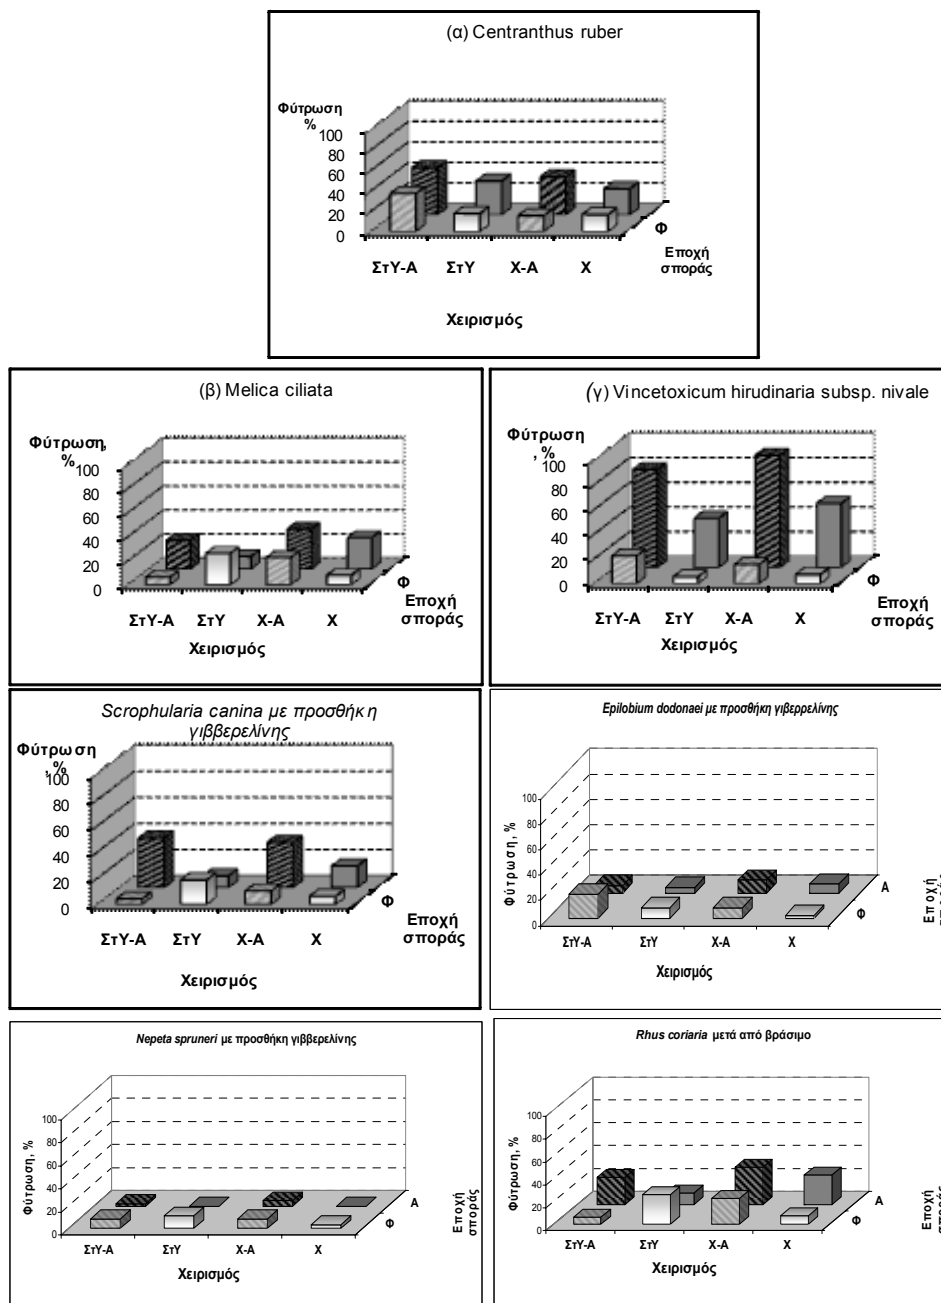 (α) Centranthus ruber
Φύτρωση
%
100
80
60
40
20
0
Φ
Εποχή
σποράς
ΣτΥ-Α ΣτΥ Χ-Α Χ
Χειρισμός
(β) Melica ciliata
Φύτρωση,
%
100
80
60
40
20
0
Φ
Εποχή
σποράς
ΣτΥ-Α ΣτΥ Χ-Α Χ
Χειρισμός
(γ) Vincetoxicum hirudinaria subsp. nivale
Φύτρωση
, %
100
80
60
40
20
0
Φ
Εποχή
σποράς
ΣτΥ-Α ΣτΥ Χ-Α Χ
Χειρισμός
Scrophularia canina με προσθήκη
γιββερελίνης
Φύτρωση
, %
100
80
60
40
20
0
Φ
Εποχή
σποράς
ΣτΥ-Α ΣτΥ Χ-Α Χ
Χειρισμός
Epilobium dodonaei με προσθήκη γιβερρελίνης
Φύτρωση, %
100
80
60
40
20
0
Α
Φ
Εποχή
ΣτΥ-Α ΣτΥ Χ-Α Χ
Χειρισμός
Nepeta spruneri με προσθήκη γιββερελίνης
Φύτρωση, %
100
80
60
40
20
0
Α
Φ
Εποχή
σποράς
ΣτΥ-Α ΣτΥ Χ-Α Χ
Χειρισμός
Rhus coriaria μετά από βράσιμο
Φύτρωση, %
100
80
60
40
20
0
Α
Φ
Εποχή
σποράς
ΣτΥ-Α ΣτΥ Χ-Α Χ
Χειρισμός